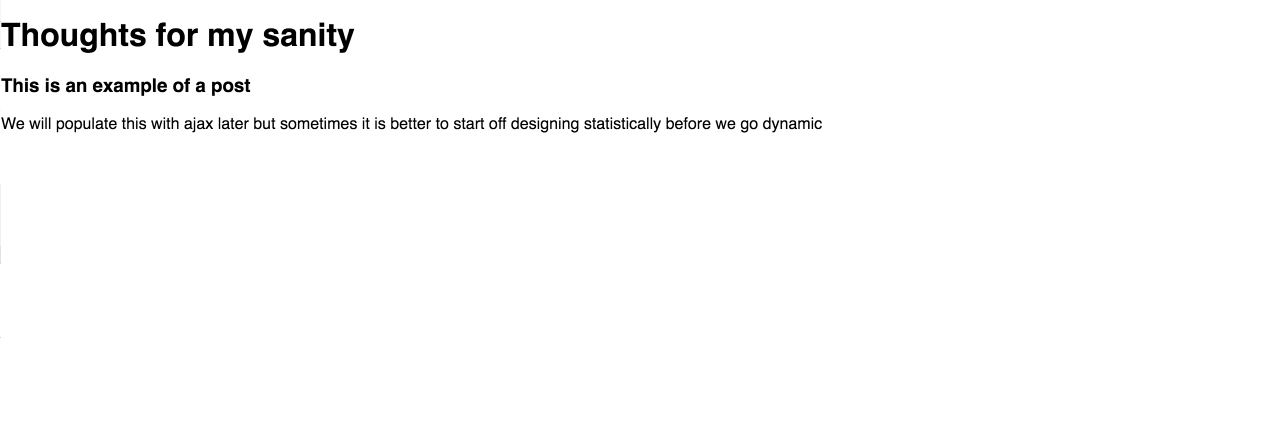 Thoughts for my sanity
This is an example of a post
We will populate this with ajax later but sometimes it is better to start off designing statistically before we go dynamic